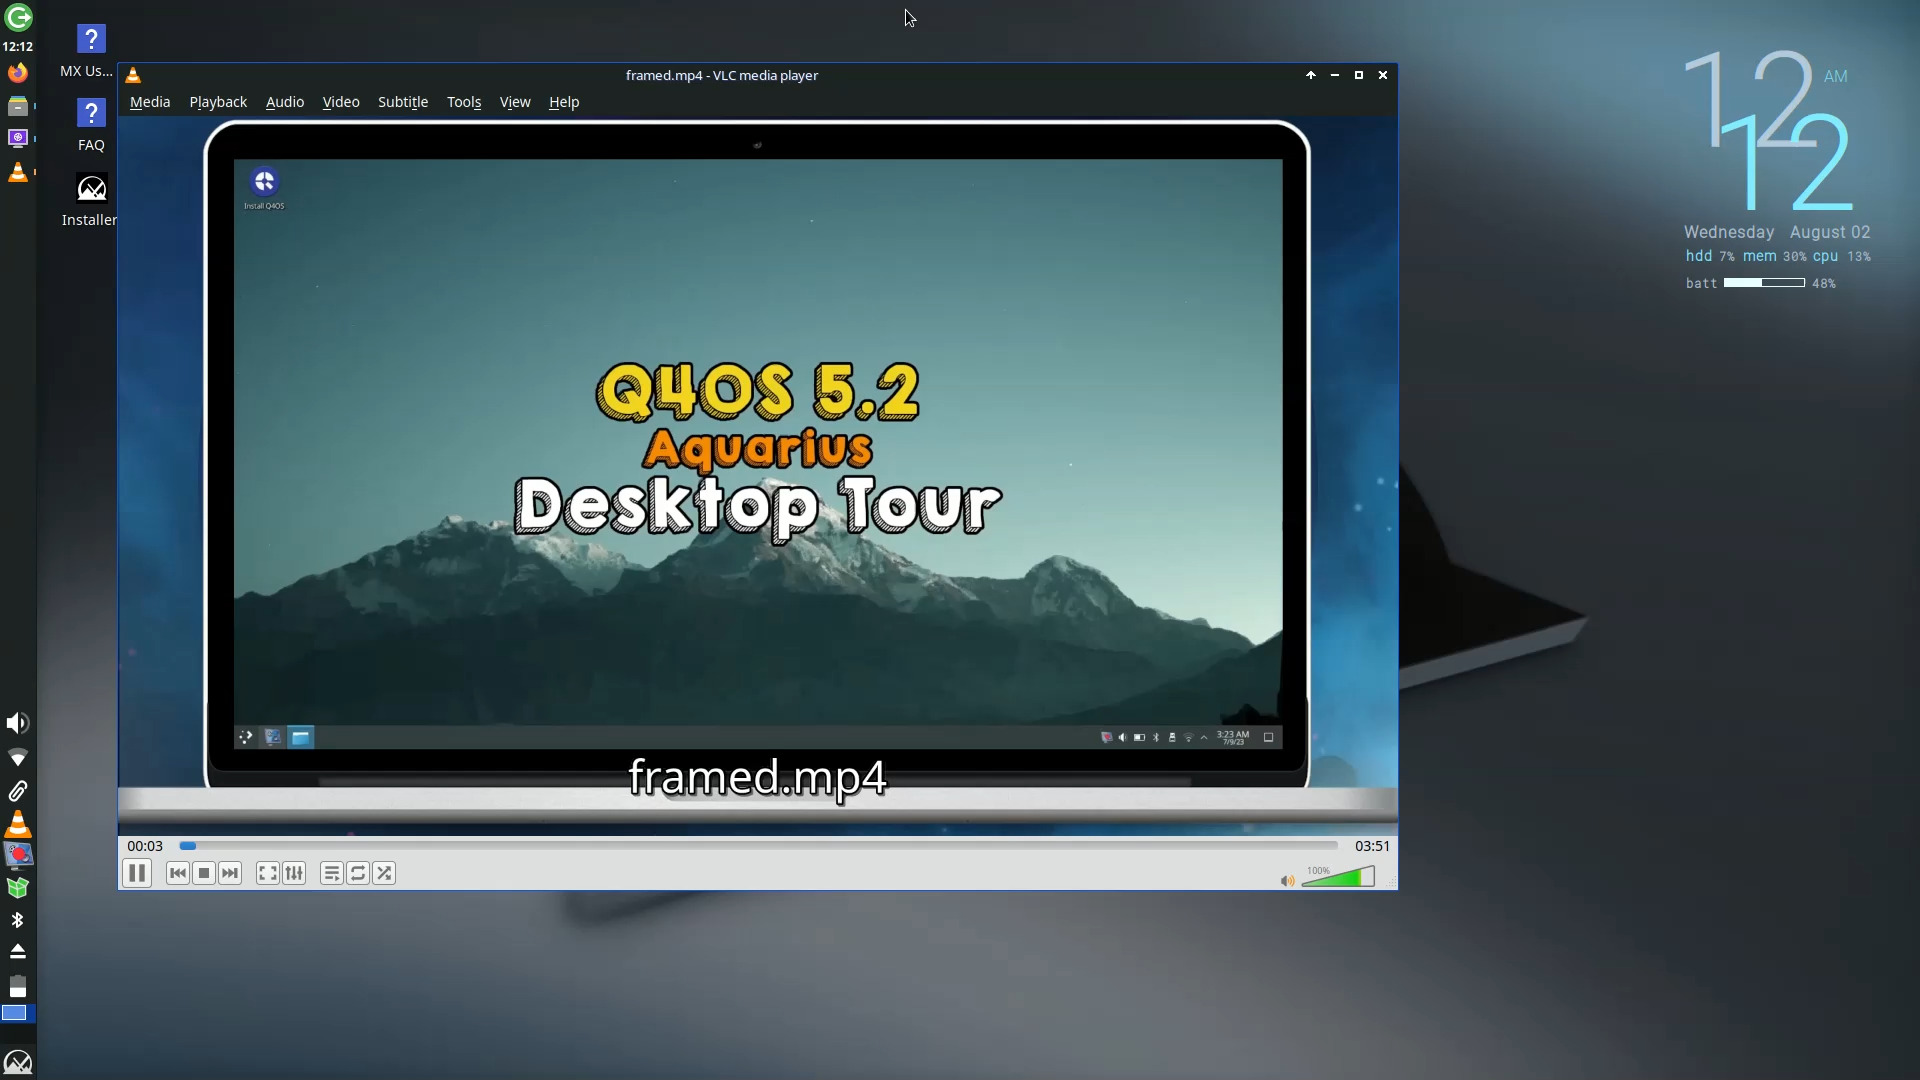 12:12
MX Us...
FAQ
Installer
framed.mp4 - VLC media player
Media Playback Audio Video Subtitle Tools View Help
Install Q4OS
Q4OS 5.2
Aquarius
Desktop Tour
3:23 AM
7/9/23
framed.mp4
00:03
03:51
100%
12 AM
12
Wednesday August 02
hdd 7% mem 30% cpu 13%
batt 48%